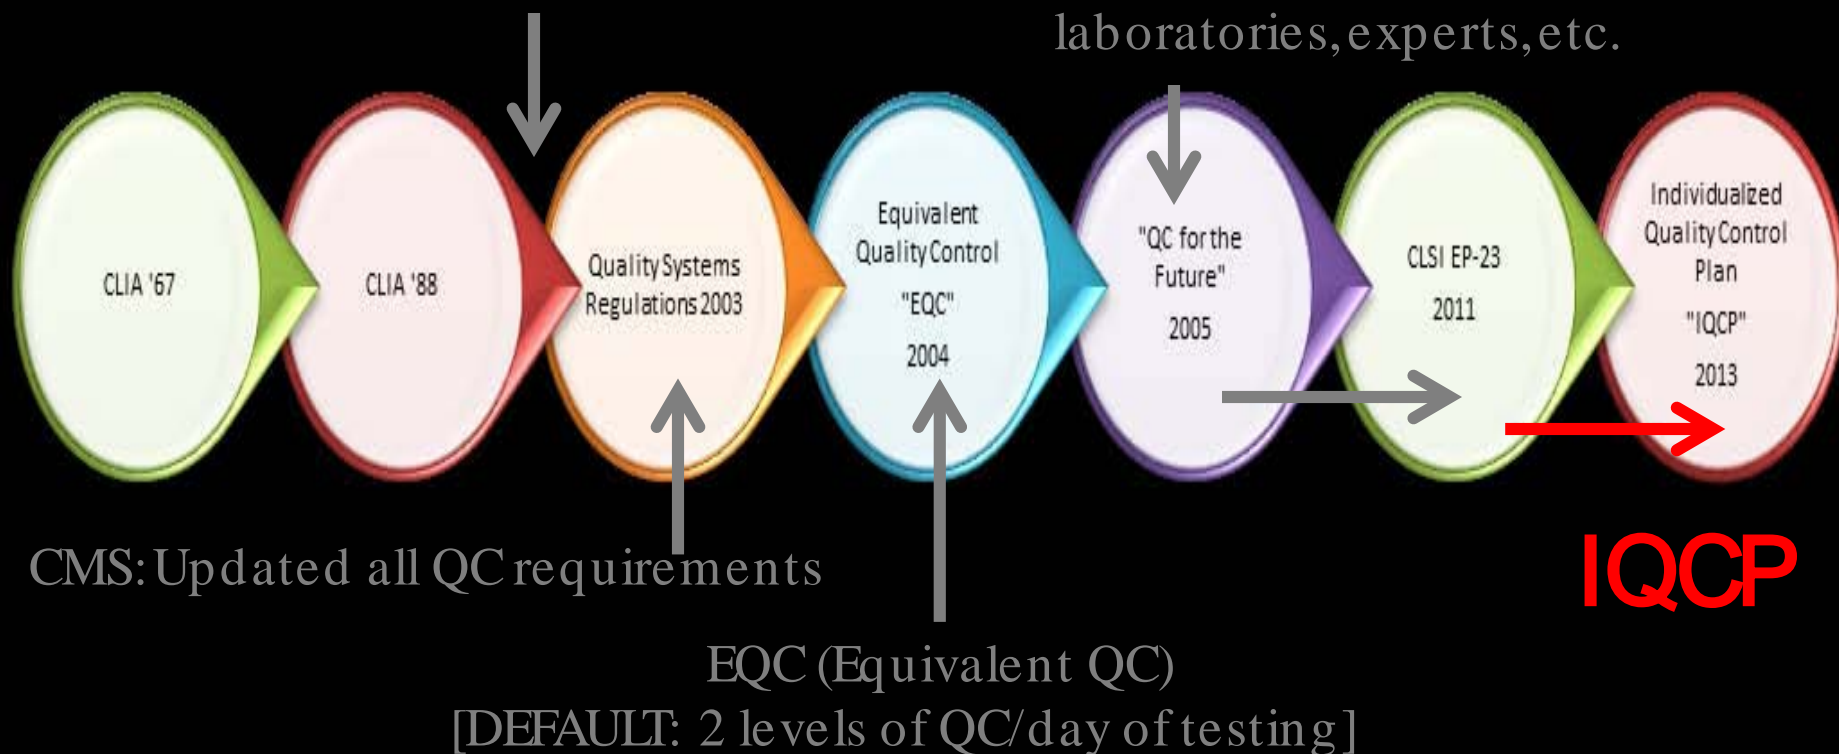 laboratories, experts, etc.
CLIA '67
CLIA '88
Quality Systems
Regulations 2003
Equivalent
Quality Control
"EQC"
2004
"QC for the
Future"
2005
CLSI EP-23
2011
Individualized
Quality Control
Plan
"IQCP"
2013
CMS: Updated all QC requirements
IQCP
EQC (Equivalent QC)
[DEFAULT: 2 levels of QC/day of testing]